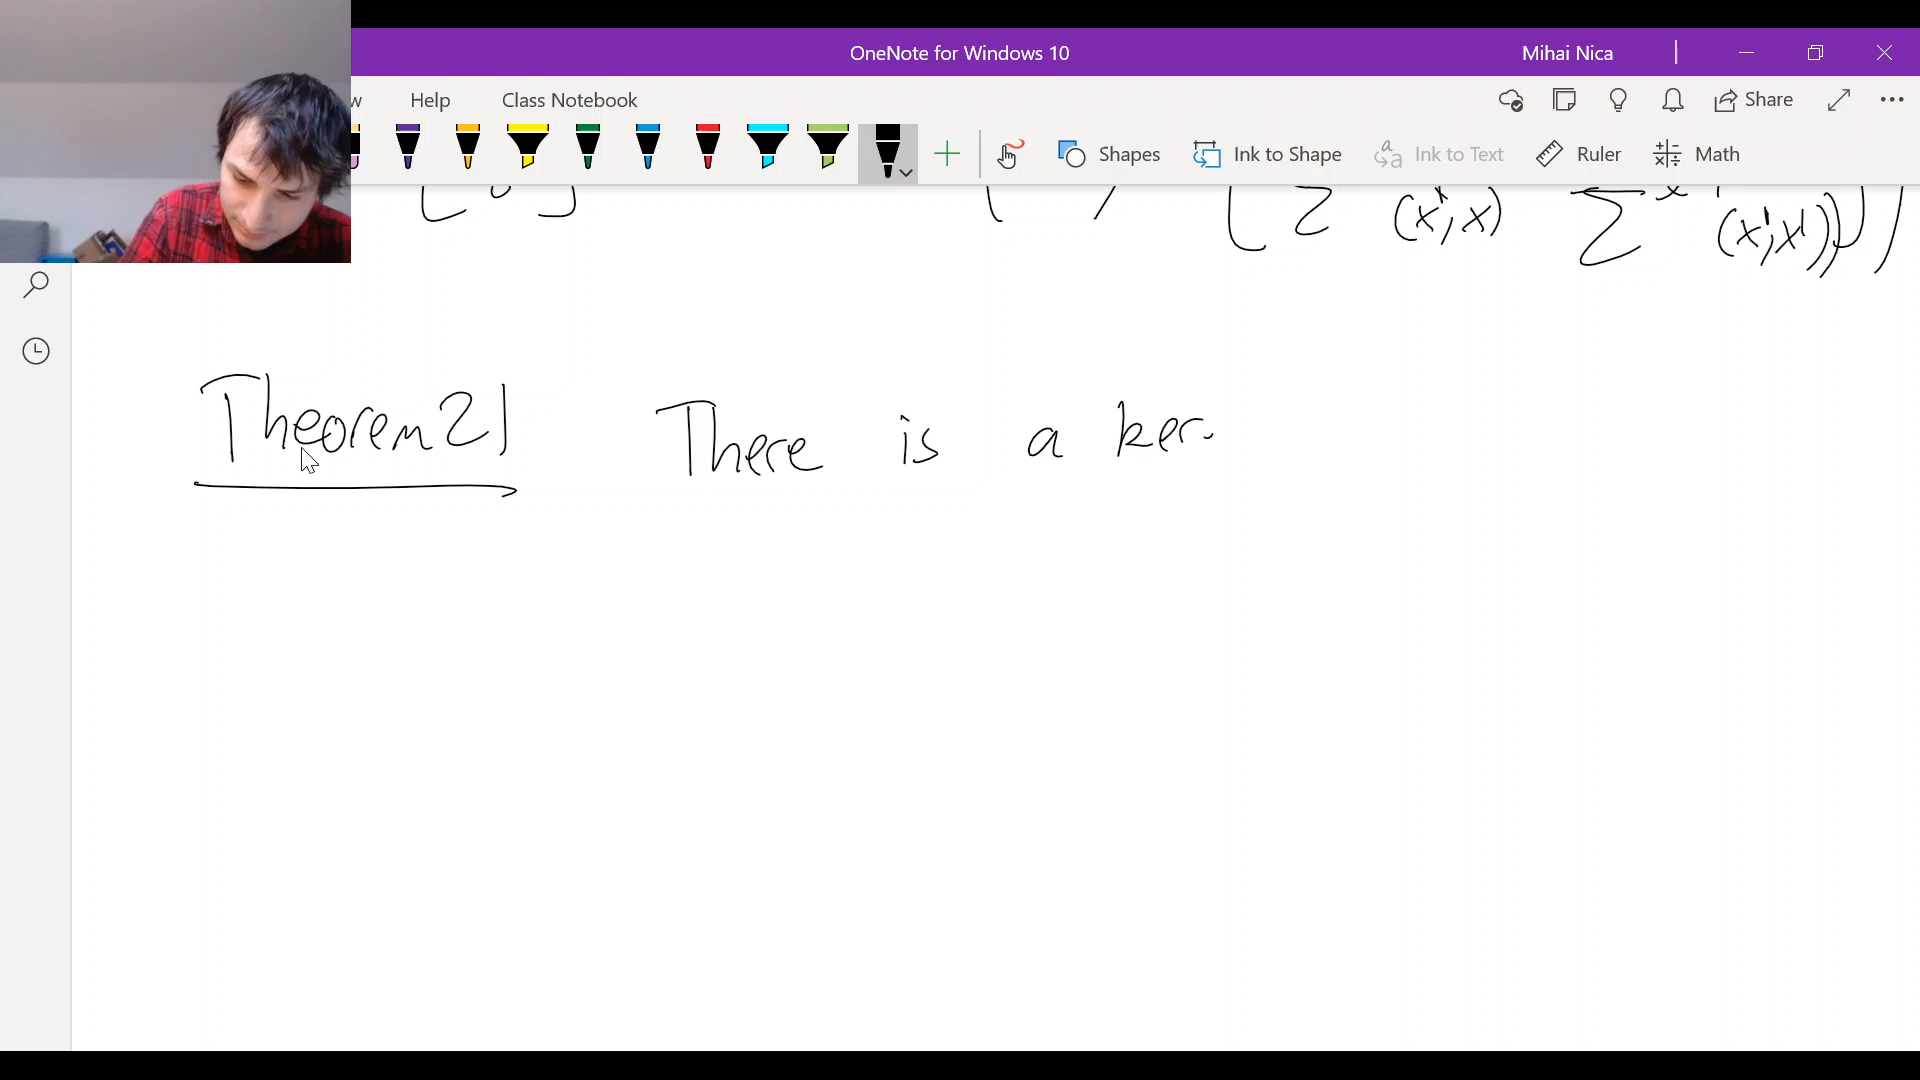 OneNote for Windows 10 Mihai Nica
w Help Class Notebook Share
Shapes Ink to Shape Ink to Text Ruler Math
[ 0 ] ( , [ Σ (x, x) Σ (x', x') ] )
Theorem 2] There is a ker